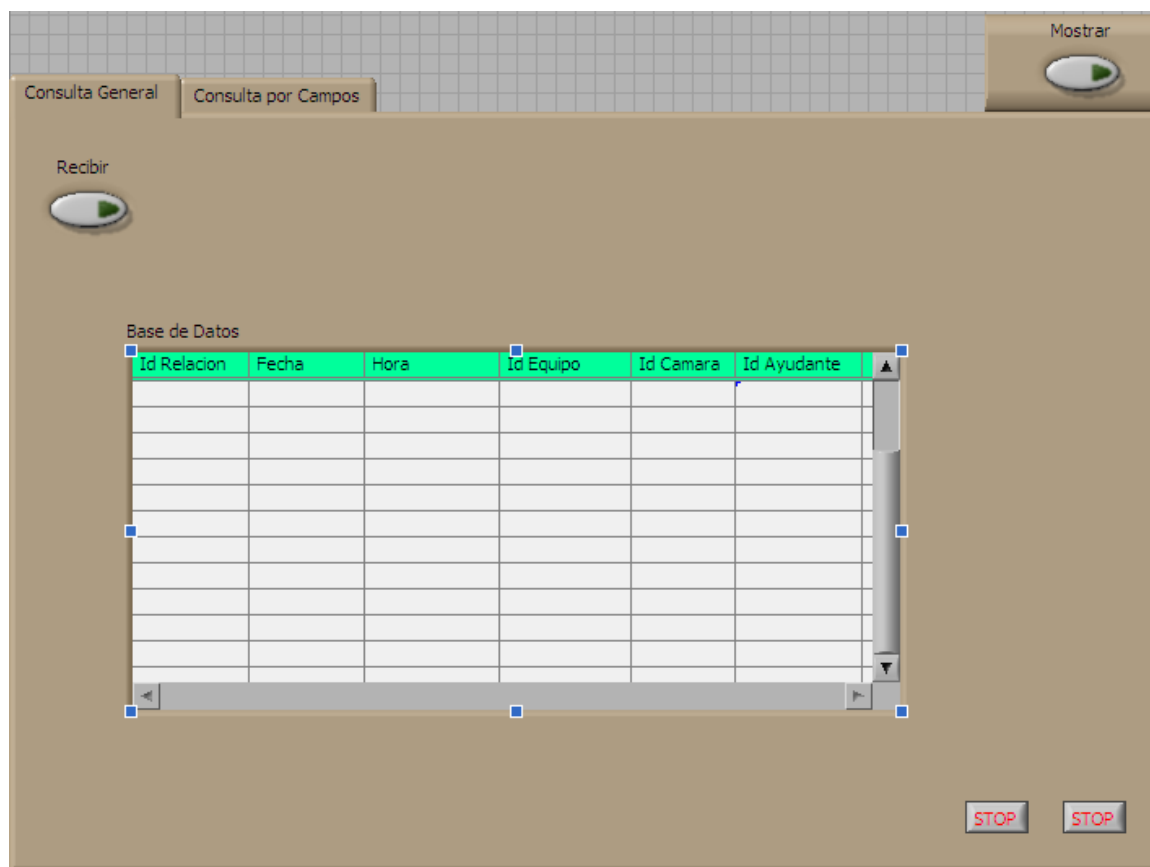 Mostrar
Consulta General
Consulta por Campos
Recibir
Base de Datos
Id Relacion Fecha Hora Id Equipo Id Camara Id Ayudante
STOP STOP